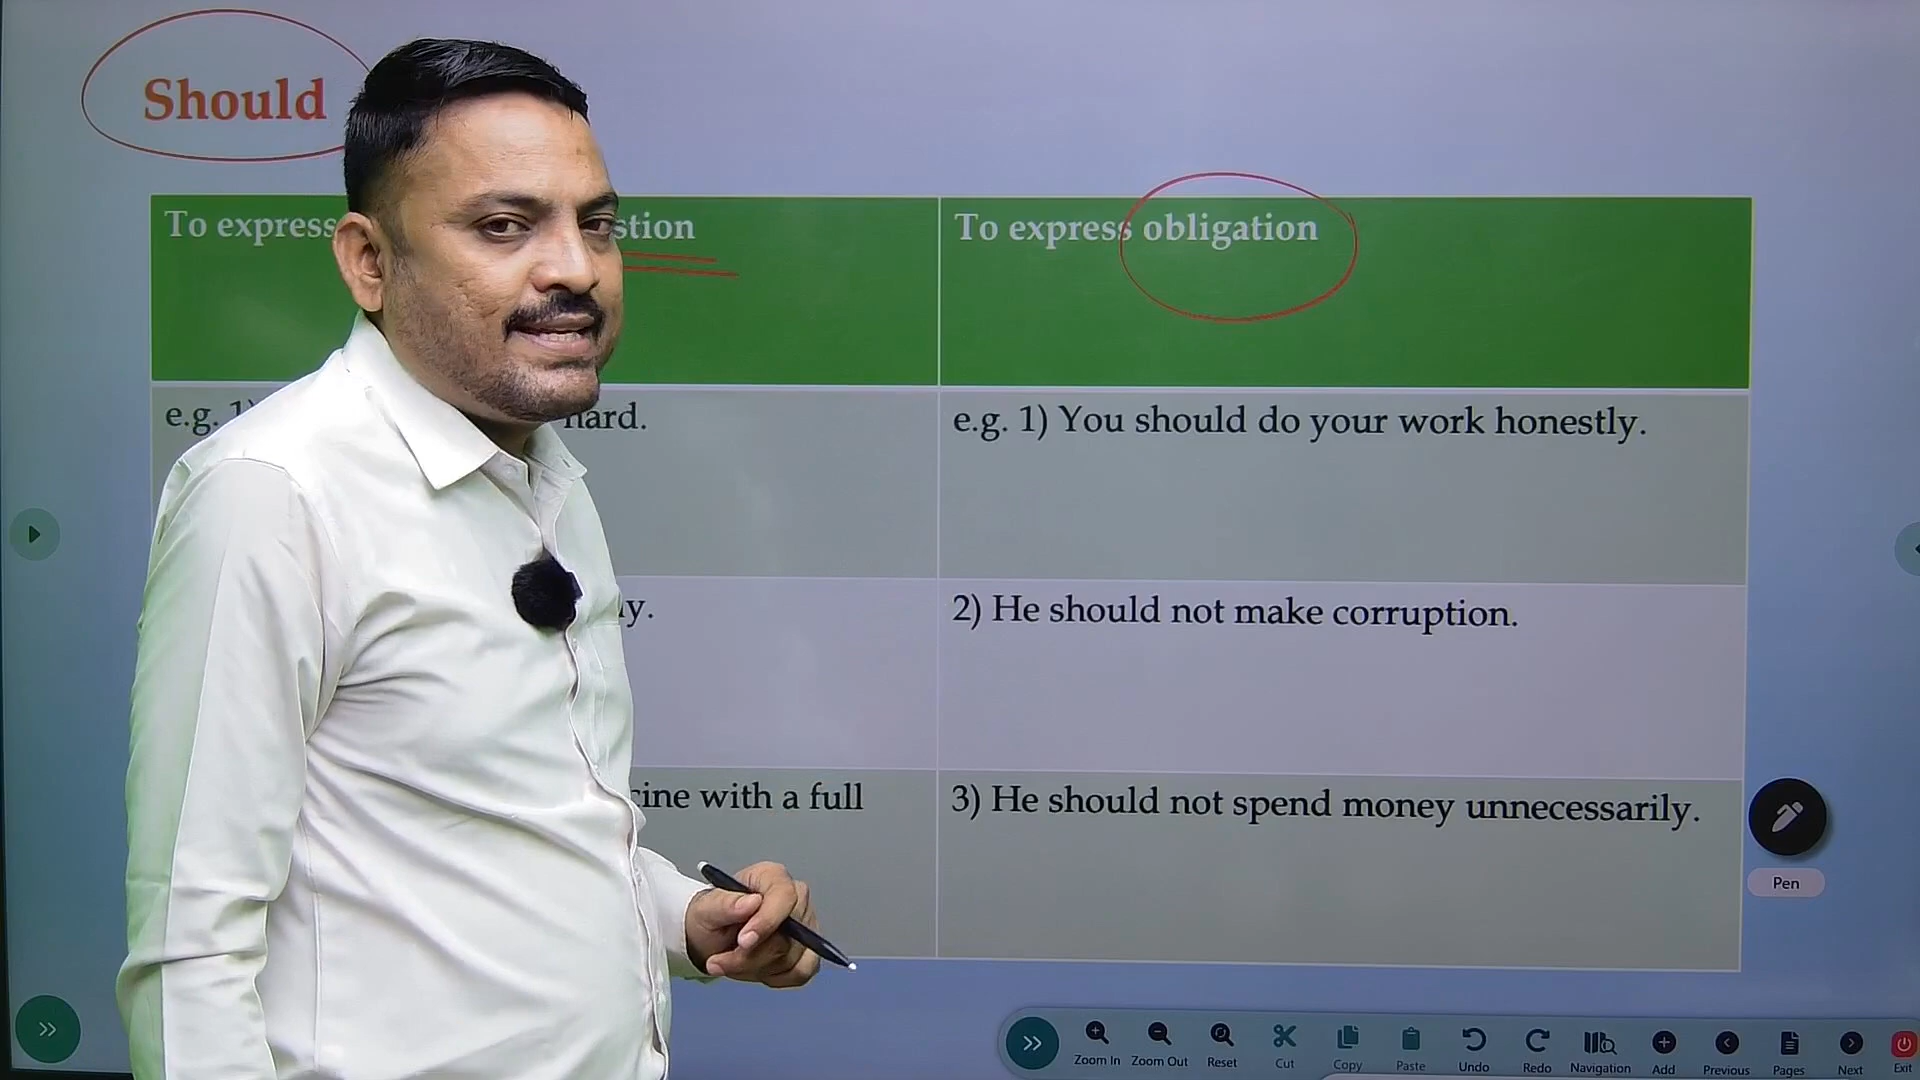 Should
To express stion
To express obligation
e.g. 1) hard.
e.g. 1) You should do your work honestly.
ly.
2) He should not make corruption.
cine with a full
3) He should not spend money unnecessarily.
Pen
Zoom In Zoom Out Reset Cut Copy Paste Undo Redo Navigation Add Previous Pages Next Exit